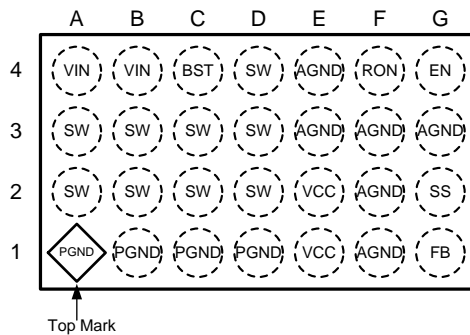 A B C D E F G
4 VIN VIN BST SW AGND RON EN
3 SW SW SW SW AGND AGND AGND
2 SW SW SW SW VCC AGND SS
1 PGND PGND PGND PGND VCC AGND FB
Top Mark